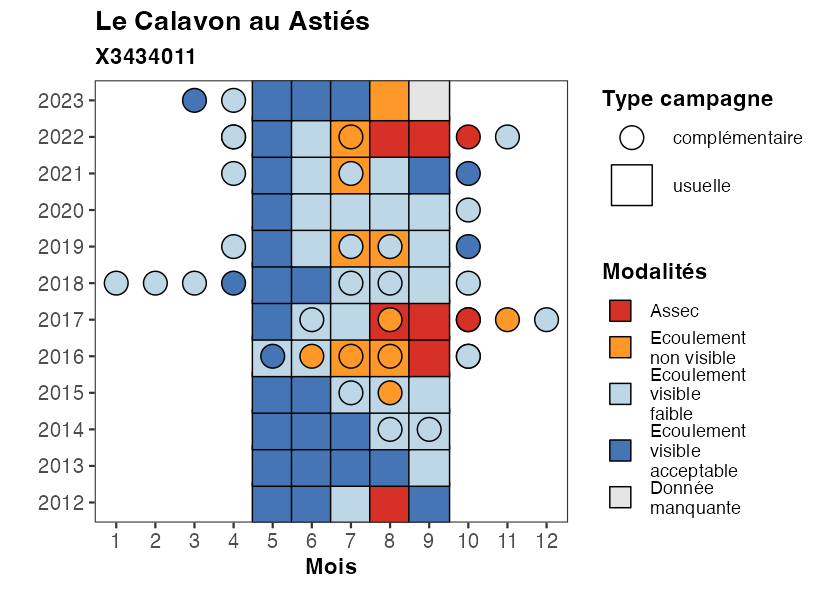 Le Calavon au Astiés
X3434011
2023
2022
2021
2020
2019
2018
2017
2016
2015
2014
2013
2012
1 2 3 4 5 6 7 8 9 10 11 12
Mois
Type campagne
complémentaire
usuelle
Modalités
Assec
Ecoulement
non visible
Ecoulement
visible
faible
Ecoulement
visible
acceptable
Donnée
manquante